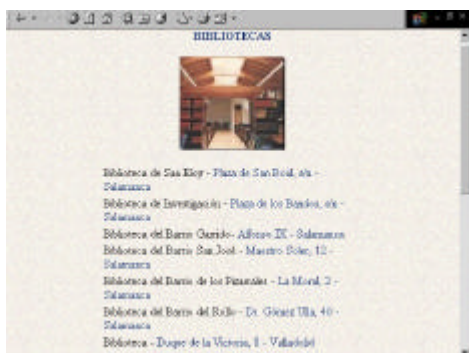 BIBLIOTECAS
Biblioteca de San Eloy - Plaza de San Boal, s/n -
Salamanca
Biblioteca de Investigación - Plaza de los Bandos, s/n -
Salamanca
Biblioteca del Barrio Garrido- Alfonso IX - Salamanca
Biblioteca del Barrio San José - Maestro Soler, 12 -
Salamanca
Biblioteca del Barrio de los Pizarrales - La Moral, 2 -
Salamanca
Biblioteca del Barrio del Rollo - Dr. Gómez Ulla, 40 -
Salamanca
Biblioteca - Duque de la Victoria, 8 - Valladolid